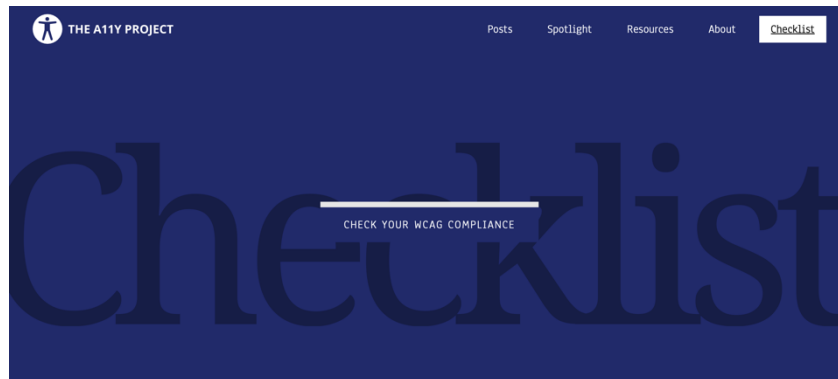 THE A11Y PROJECT
Posts Spotlight Resources About Checklist
Checklist
CHECK YOUR WCAG COMPLIANCE